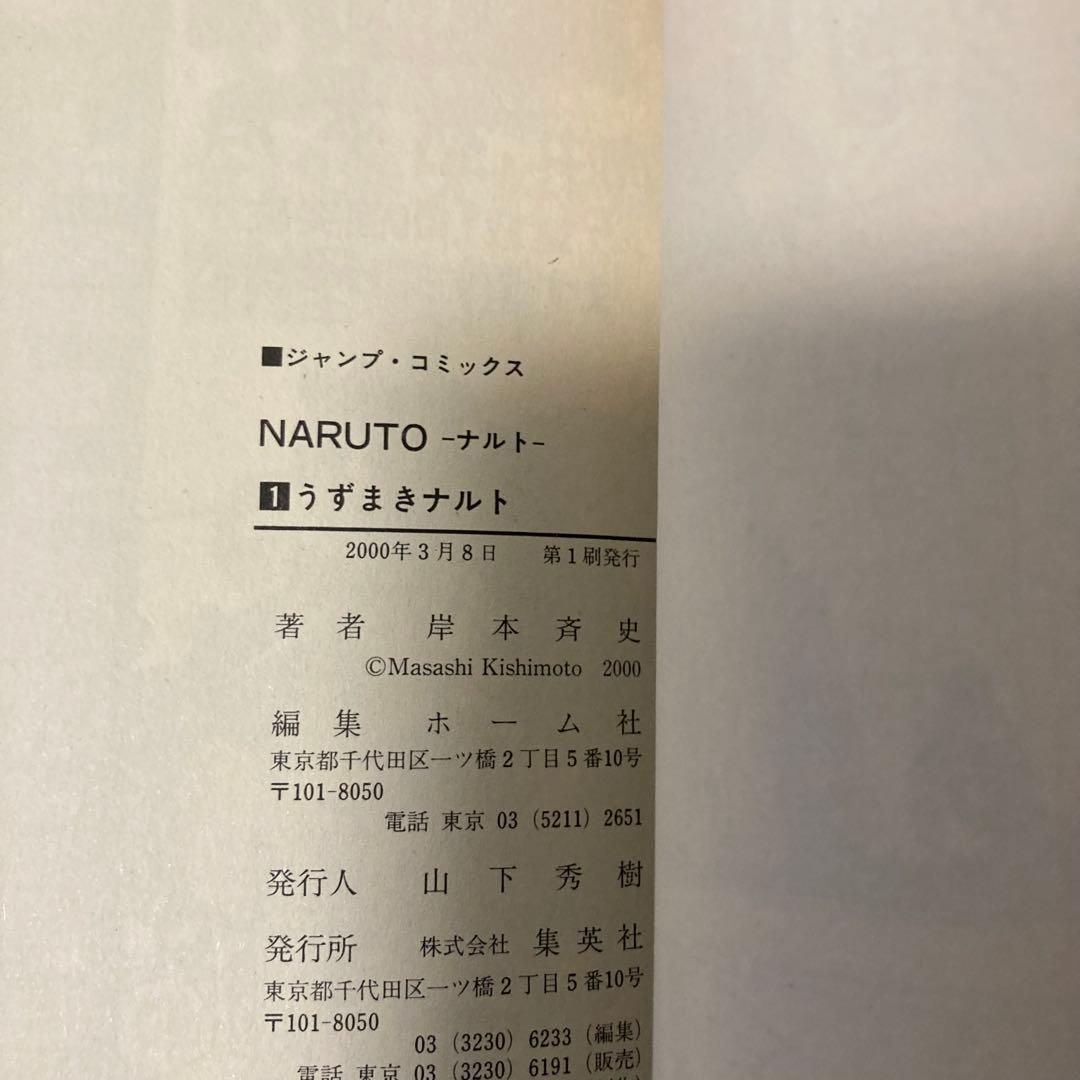 ■ジャンプ・コミックス
NARUTO -ナルト-
1うずまきナルト
2000年3月8日　第1刷発行
著者　岸本斉史
©Masashi Kishimoto 2000
編集　ホーム社
東京都千代田区一ツ橋2丁目5番10号
〒101-8050
電話 東京 03 (5211) 2651
発行人　山下秀樹
発行所　株式会社 集英社
東京都千代田区一ツ橋2丁目5番10号
〒101-8050
03 (3230) 6233 (編集)
電話 東京 03 (3230) 6191 (販売)